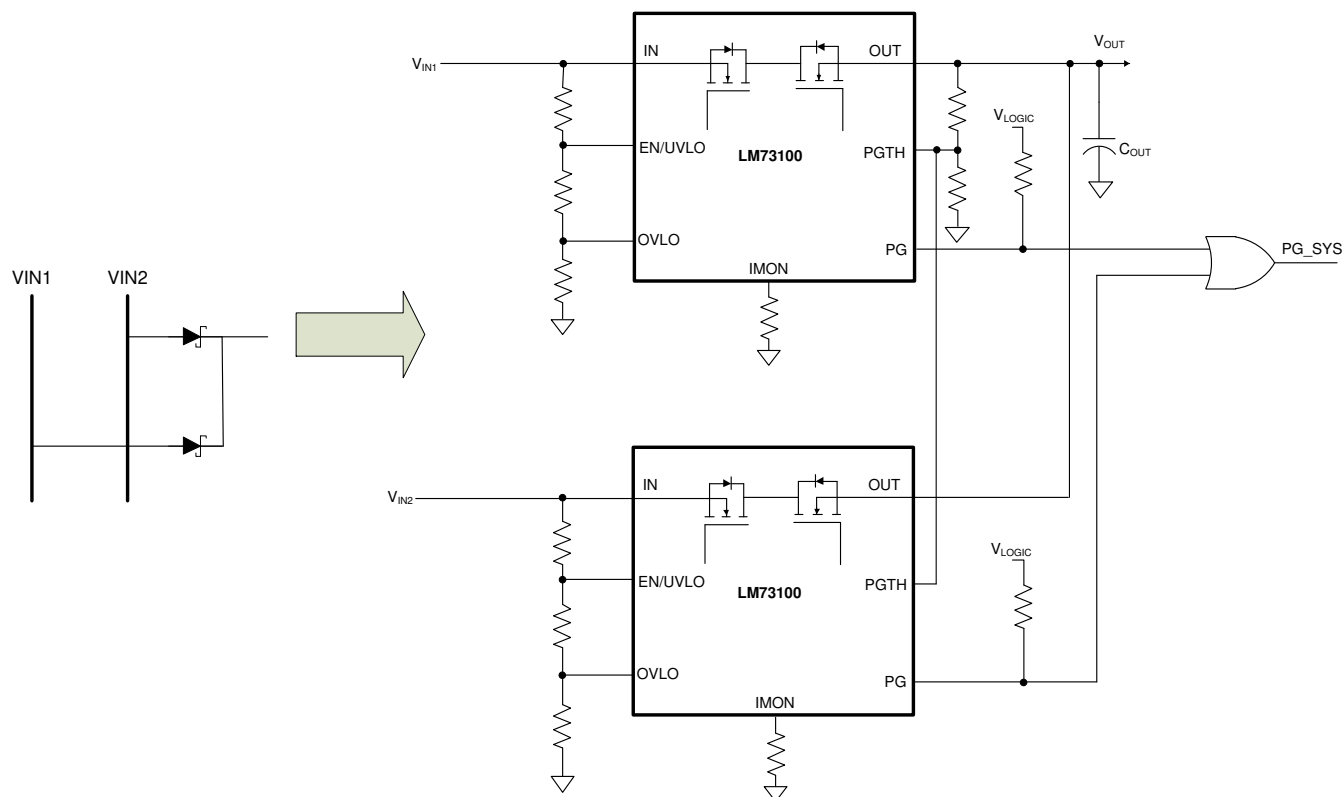 VIN1
VIN2
VIN1
IN
OUT
VOUT
EN/UVLO
LM73100
PGTH
VLOGIC
COUT
OVLO
PG
IMON
PG_SYS
VIN2
IN
OUT
EN/UVLO
LM73100
PGTH
VLOGIC
OVLO
PG
IMON